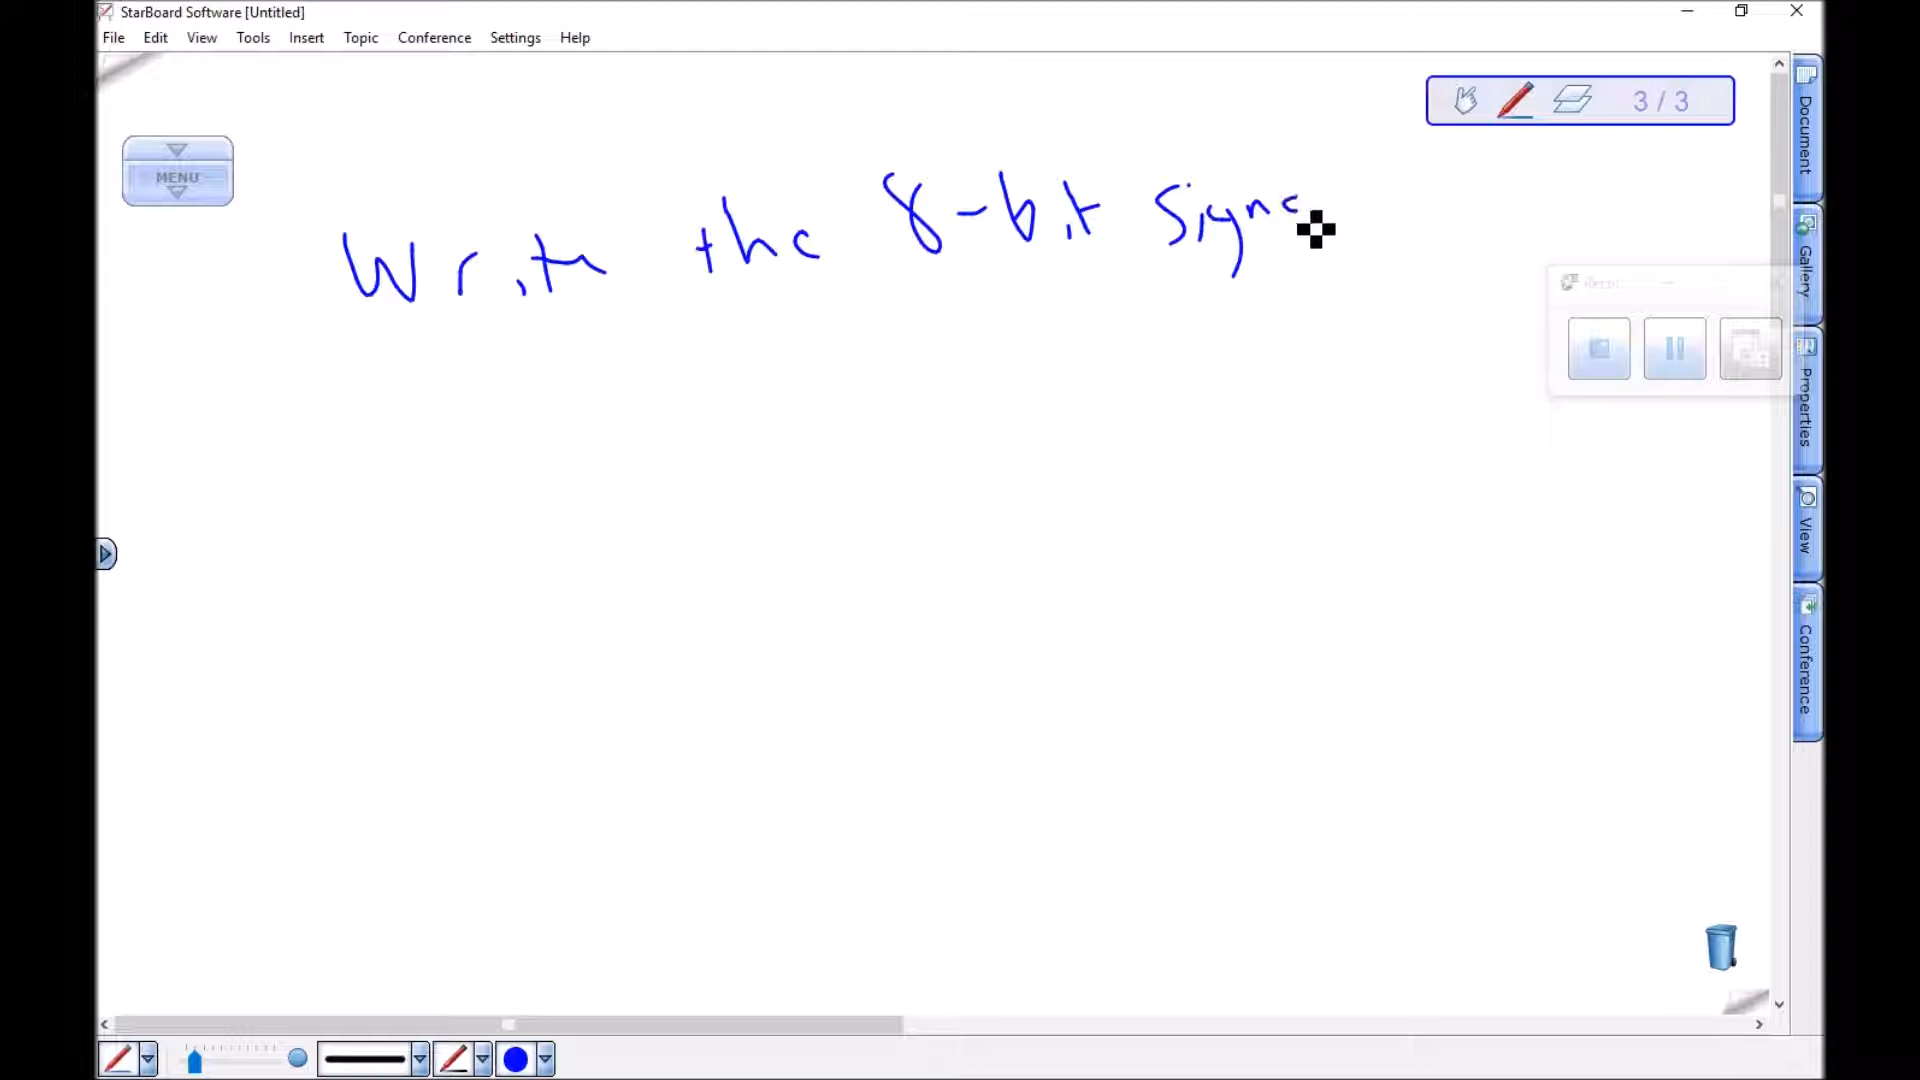 StarBoard Software [Untitled]
File Edit View Tools Insert Topic Conference Settings Help
3 / 3
MENU
Write the 8-bit Signe
Document
Gallery
Properties
View
Conference